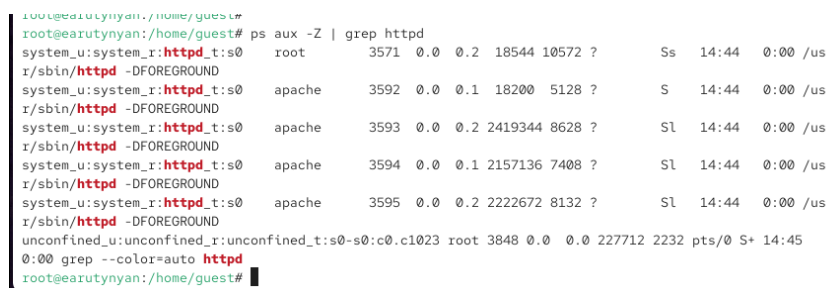 root@earutynyan:/home/guest#
root@earutynyan:/home/guest# ps aux -Z | grep httpd
system_u:system_r:httpd_t:s0    root        3571  0.0  0.2  18544 10572 ?        Ss   14:44   0:00 /us
r/sbin/httpd -DFOREGROUND
system_u:system_r:httpd_t:s0    apache      3592  0.0  0.1  18200  5128 ?        S    14:44   0:00 /us
r/sbin/httpd -DFOREGROUND
system_u:system_r:httpd_t:s0    apache      3593  0.0  0.2 2419344 8628 ?        Sl   14:44   0:00 /us
r/sbin/httpd -DFOREGROUND
system_u:system_r:httpd_t:s0    apache      3594  0.0  0.1 2157136 7408 ?        Sl   14:44   0:00 /us
r/sbin/httpd -DFOREGROUND
system_u:system_r:httpd_t:s0    apache      3595  0.0  0.2 2222672 8132 ?        Sl   14:44   0:00 /us
r/sbin/httpd -DFOREGROUND
unconfined_u:unconfined_r:unconfined_t:s0-s0:c0.c1023 root 3848 0.0  0.0 227712 2232 pts/0 S+ 14:45
0:00 grep --color=auto httpd
root@earutynyan:/home/guest#